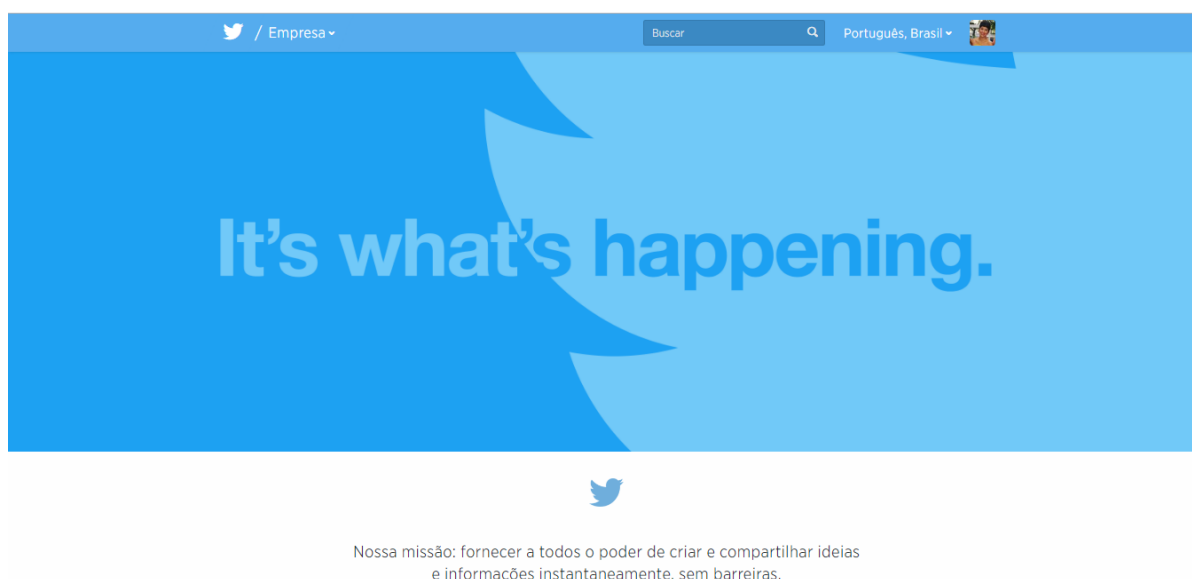 / Empresa
Buscar
Português, Brasil
It's what's happening.
Nossa missão: fornecer a todos o poder de criar e compartilhar ideias
e informações instantaneamente, sem barreiras.